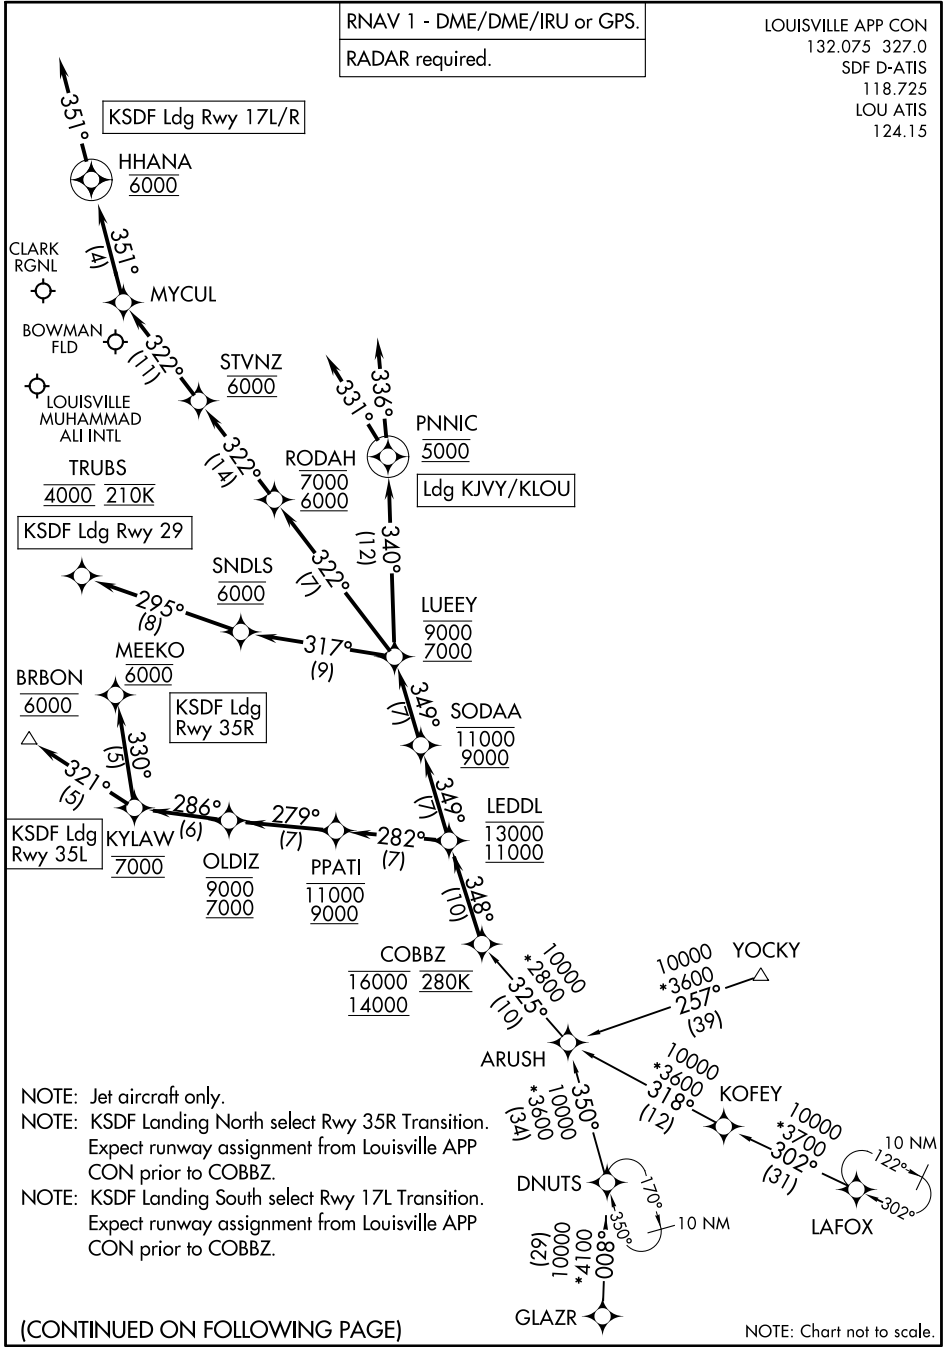 RNAV 1 - DME/DME/IRU or GPS.
RADAR required.
LOUISVILLE APP CON
132.075 327.0
SDF D-ATIS
118.725
LOU ATIS
124.15
351°
KSDF Ldg Rwy 17L/R
HHANA
6000
351°
(4)
CLARK
RGNL
MYCUL
BOWMAN
FLD
322°
(11)
STVNZ
6000
LOUISVILLE
MUHAMMAD
ALI INTL
331°
336°
PNNIC
5000
322°
(14)
RODAH
7000
6000
Ldg KJVY/KLOU
TRUBS
4000 210K
KSDF Ldg Rwy 29
340°
(12)
322°
(7)
SNDLS
6000
295°
(8)
317°
(9)
LUEEY
9000
7000
MEEKO
6000
BRBON
6000
KSDF Ldg
Rwy 35R
349°
(7)
SODAA
11000
9000
330°
(5)
321°
(5)
349°
(7)
LEDDL
13000
11000
KSDF Ldg
Rwy 35L
KYLAW
7000
286°
(6)
OLDIZ
9000
7000
279°
(7)
PPATI
11000
9000
282°
(7)
348°
(10)
COBBZ
16000 280K
14000
10000
*2800
325°
(10)
YOCKY
10000
*3600
257°
(39)
ARUSH
10000
*3600
318°
(12)
KOFEY
10000
*3700
302°
(31)
10 NM
122°
302°
LAFOX
350°
10000
*3600
(34)
DNUTS
170°
350°
10 NM
008°
*4100
10000
(29)
GLAZR
NOTE: Jet aircraft only.
NOTE: KSDF Landing North select Rwy 35R Transition.
Expect runway assignment from Louisville APP
CON prior to COBBZ.
NOTE: KSDF Landing South select Rwy 17L Transition.
Expect runway assignment from Louisville APP
CON prior to COBBZ.
(CONTINUED ON FOLLOWING PAGE)
NOTE: Chart not to scale.